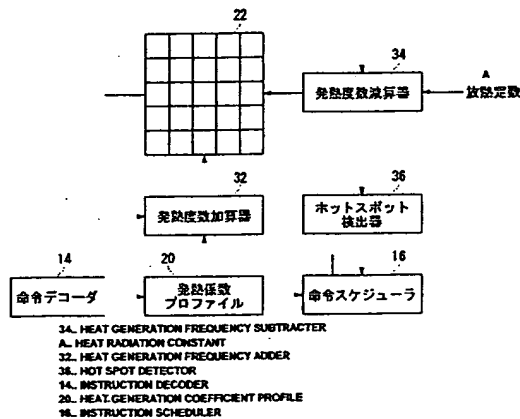 22
34
発熱度数減算器
A
放熱定数
32
発熱度数加算器
36
ホットスポット
検出器
14
命令デコーダ
20
発熱係数
プロファイル
16
命令スケジューラ
34... HEAT GENERATION FREQUENCY SUBTRACTER
A... HEAT RADIATION CONSTANT
32... HEAT GENERATION FREQUENCY ADDER
36... HOT SPOT DETECTOR
14... INSTRUCTION DECODER
20... HEAT GENERATION COEFFICIENT PROFILE
16... INSTRUCTION SCHEDULER